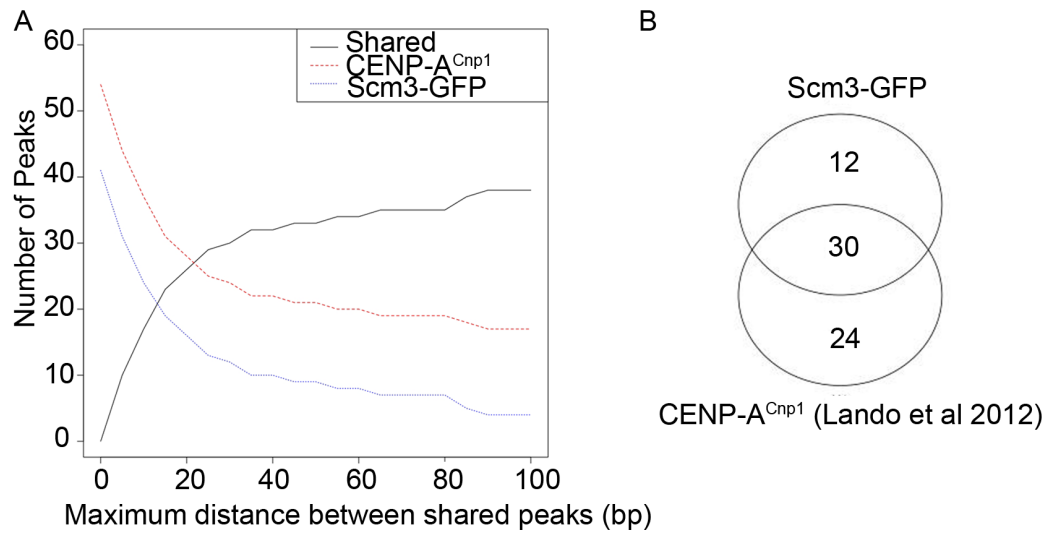 A
B
60
50
40
30
20
10
0
Number of Peaks
Shared
CENP-A^Cnp1
Scm3-GFP
0 20 40 60 80 100
Maximum distance between shared peaks (bp)
Scm3-GFP
12
30
24
CENP-A^Cnp1 (Lando et al 2012)